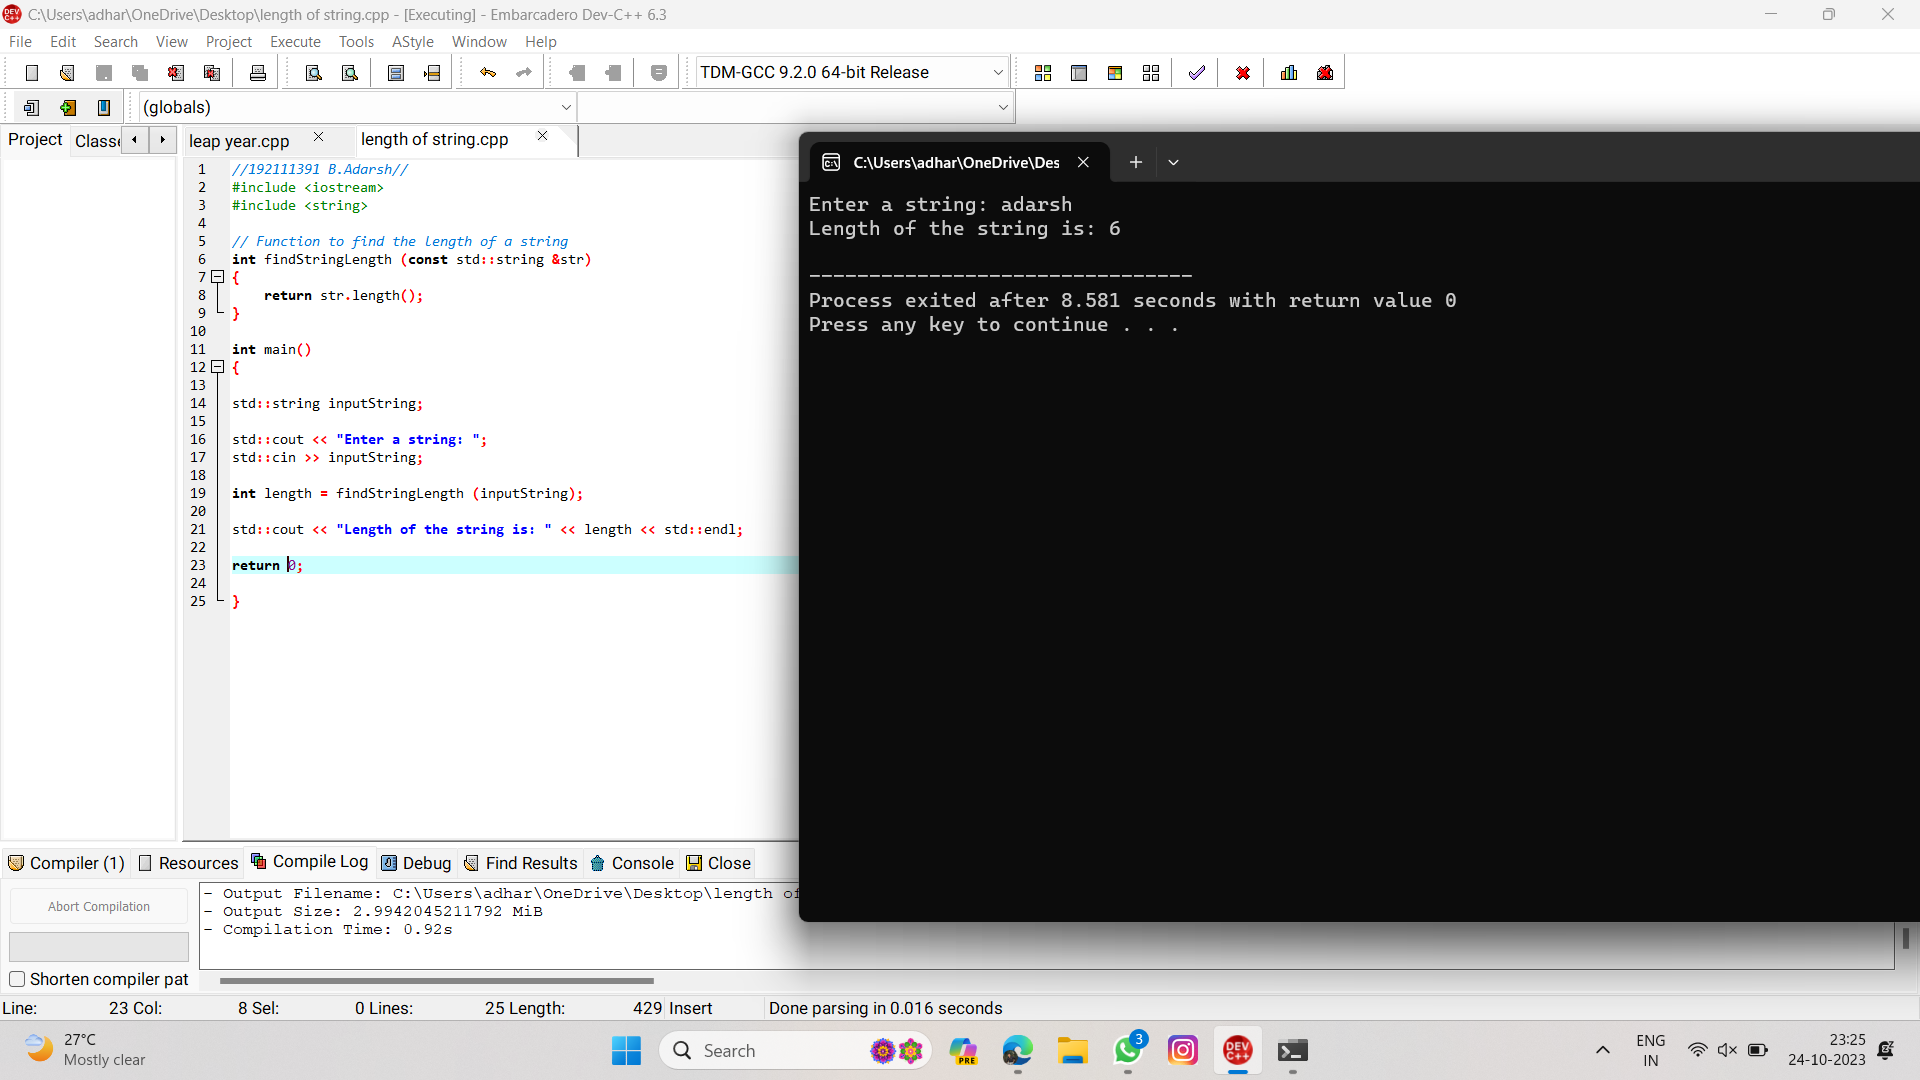 C:\Users\adhar\OneDrive\Desktop\length of string.cpp - [Executing] - Embarcadero Dev-C++ 6.3
File Edit Search View Project Execute Tools AStyle Window Help
TDM-GCC 9.2.0 64-bit Release
(globals)
Project Classe leap year.cpp length of string.cpp
1 //192111391 B.Adarsh//
2 #include <iostream>
3 #include <string>
4
5 // Function to find the length of a string
6 int findStringLength (const std::string &str)
7 {
8 return str.length();
9 }
10
11 int main()
12 {
13
14 std::string inputString;
15
16 std::cout << "Enter a string: ";
17 std::cin >> inputString;
18
19 int length = findStringLength (inputString);
20
21 std::cout << "Length of the string is: " << length << std::endl;
22
23 return 0;
24
25 }
C:\Users\adhar\OneDrive\Des
Enter a string: adarsh
Length of the string is: 6
--------------------------------
Process exited after 8.581 seconds with return value 0
Press any key to continue . . .
Compiler (1) Resources Compile Log Debug Find Results Console Close
Abort Compilation
Shorten compiler pat
- Output Filename: C:\Users\adhar\OneDrive\Desktop\length of
- Output Size: 2.9942045211792 MiB
- Compilation Time: 0.92s
Line: 23 Col: 8 Sel: 0 Lines: 25 Length: 429 Insert Done parsing in 0.016 seconds
27°C
Mostly clear
Search
PRE
3
DEV
C++
ENG
IN
23:25
24-10-2023